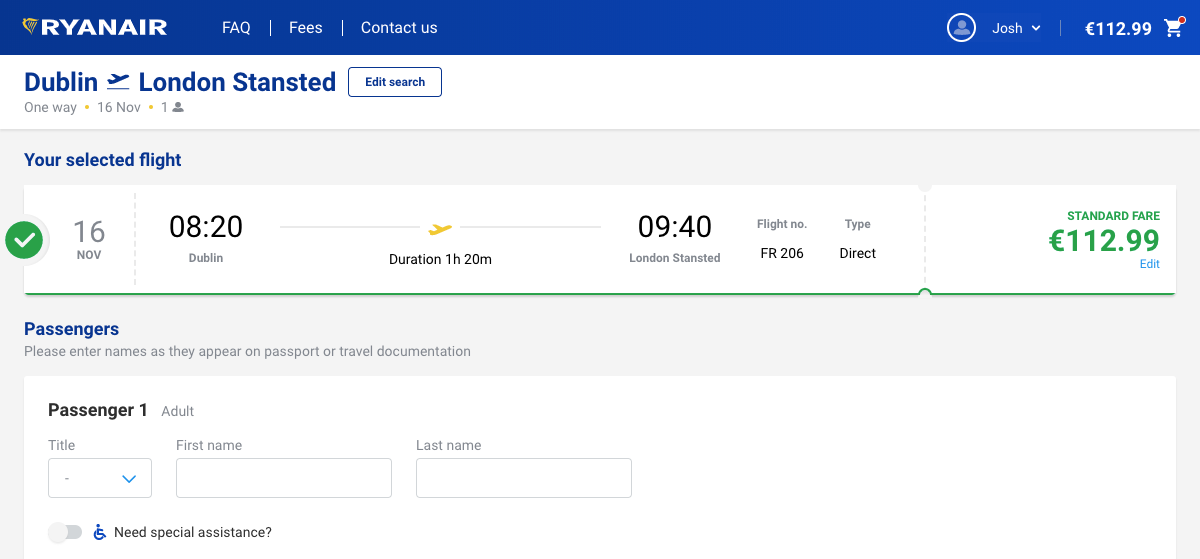 RYANAIR FAQ Fees Contact us Josh €112.99
Dublin London Stansted Edit search
One way • 16 Nov • 1
Your selected flight
16
NOV
08:20
Dublin
Duration 1h 20m
09:40
London Stansted
Flight no.
FR 206
Type
Direct
STANDARD FARE
€112.99
Edit
Passengers
Please enter names as they appear on passport or travel documentation
Passenger 1 Adult
Title First name Last name
-
Need special assistance?